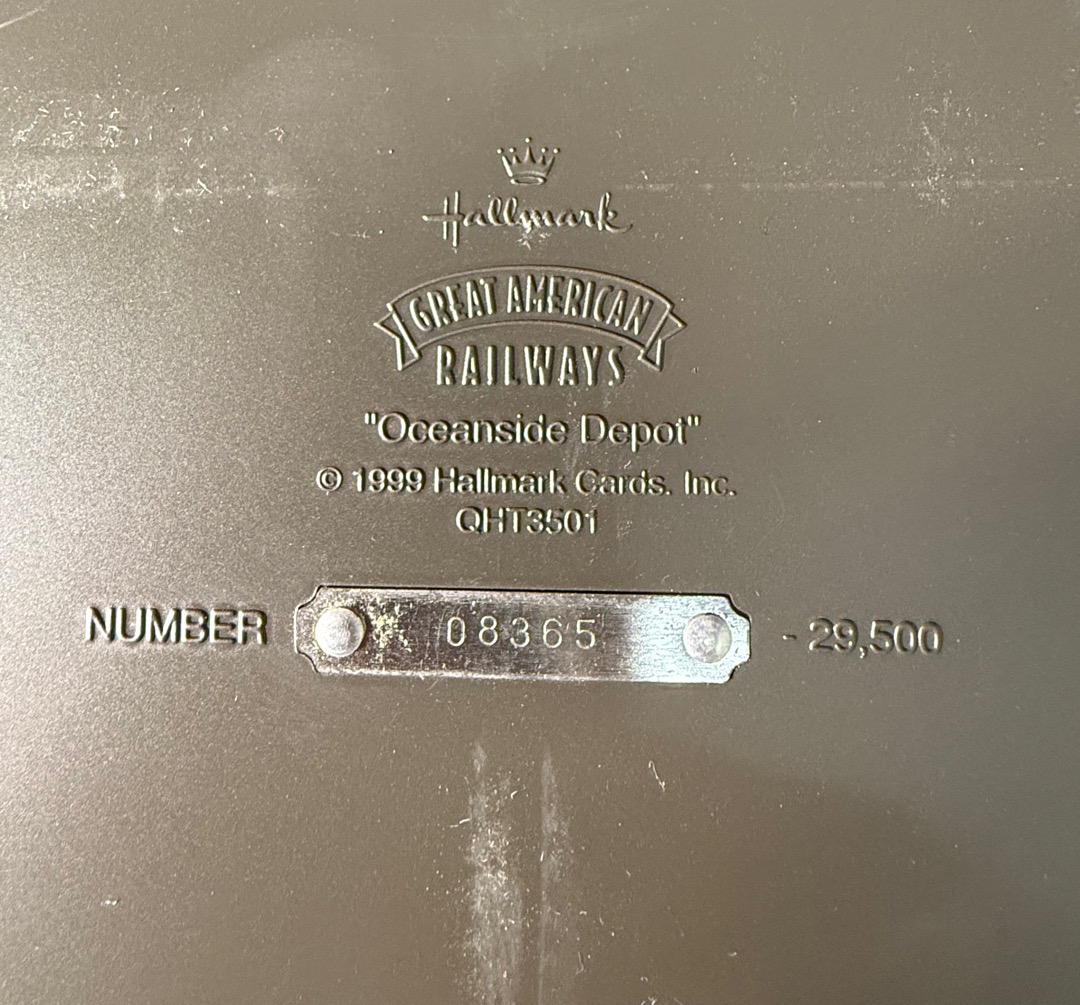 Hallmark
GREAT AMERICAN
RAILWAYS
"Oceanside Depot"
© 1999 Hallmark Cards. Inc.
QHT3501
NUMBER 08365 - 29,500